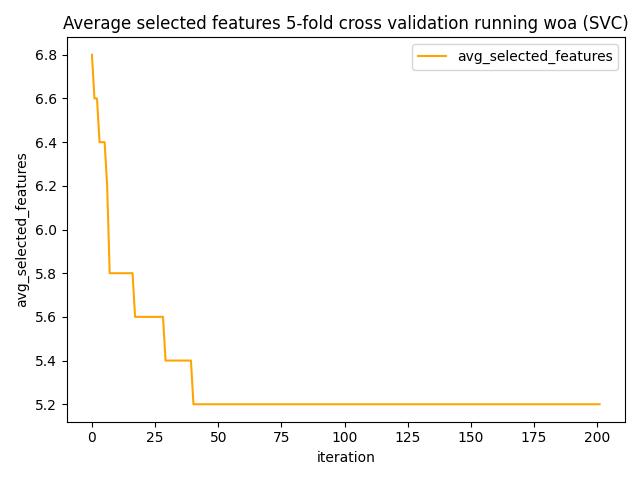 Average selected features 5-fold cross validation running woa (SVC)
avg_selected_features
6.8
6.6
6.4
6.2
6.0
5.8
5.6
5.4
5.2
avg_selected_features
0 25 50 75 100 125 150 175 200
iteration